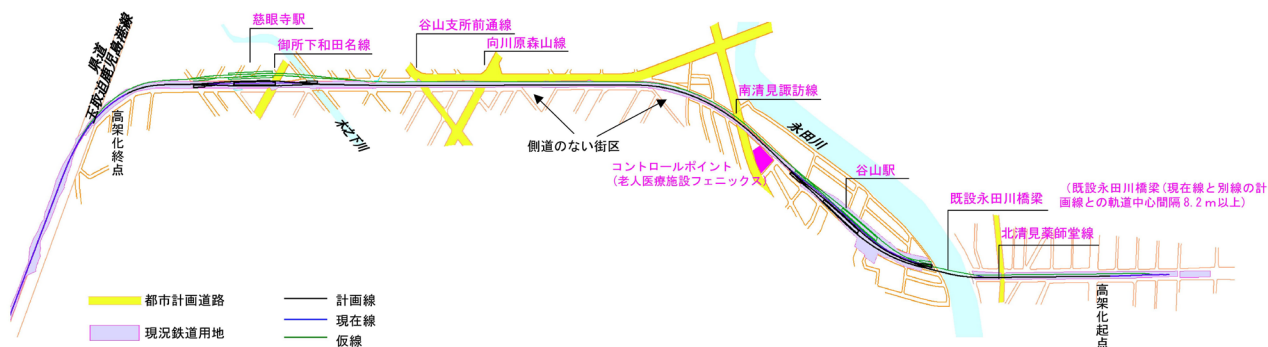 県道
玉取迫鹿児島港線
慈眼寺駅
御所下和田名線
谷山支所前通線
向川原森山線
高架化終点
木之下川
側道のない街区
南清見諏訪線
コントロールポイント
（老人医療施設フェニックス）
永田川
谷山駅
既設永田川橋梁
（既設永田川橋梁（現在線と別線の計
画線との軌道中心間隔8.2ｍ以上）
北清見薬師堂線
高架化起点
都市計画道路
現況鉄道用地
計画線
現在線
仮線